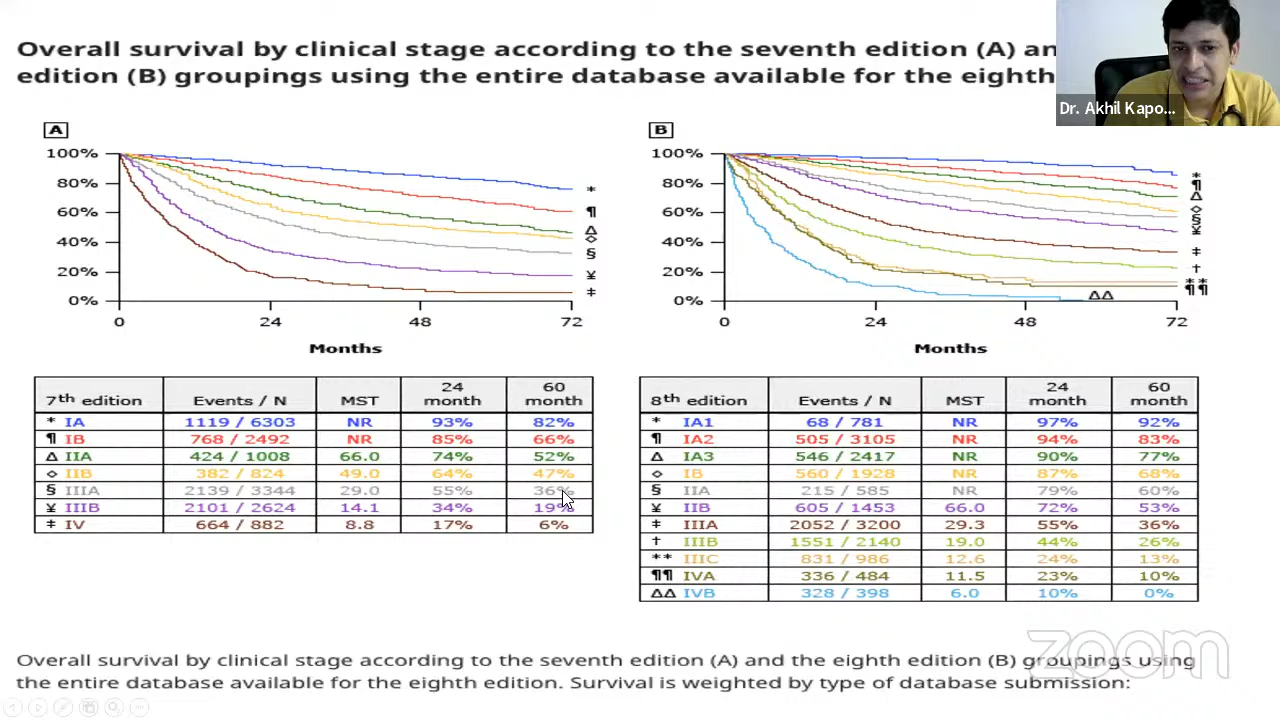 Overall survival by clinical stage according to the seventh edition (A) an
edition (B) groupings using the entire database available for the eighth
Dr. Akhil Kapo...
A
100%
80%
60%
40%
20%
0%
*
¶
Δ
◇
§
¥
‡
0 24 48 72
Months
B
100%
80%
60%
40%
20%
0%
*
¶
Δ
◇
§
¥
‡
†
**
¶¶
ΔΔ
0 24 48 72
Months
7th edition Events / N MST 24 month 60 month
* IA 1119 / 6303 NR 93% 82%
¶ IB 768 / 2492 NR 85% 66%
Δ IIA 424 / 1008 66.0 74% 52%
◇ IIB 382 / 824 49.0 64% 47%
§ IIIA 2139 / 3344 29.0 55% 36%
¥ IIIB 2101 / 2624 14.1 34% 19%
‡ IV 664 / 882 8.8 17% 6%
8th edition Events / N MST 24 month 60 month
* IA1 68 / 781 NR 97% 92%
¶ IA2 505 / 3105 NR 94% 83%
Δ IA3 546 / 2417 NR 90% 77%
◇ IB 560 / 1928 NR 87% 68%
§ IIA 215 / 585 NR 79% 60%
¥ IIB 605 / 1453 66.0 72% 53%
‡ IIIA 2052 / 3200 29.3 55% 36%
† IIIB 1551 / 2140 19.0 44% 26%
** IIIC 831 / 986 12.6 24% 13%
¶¶ IVA 336 / 484 11.5 23% 10%
ΔΔ IVB 328 / 398 6.0 10% 0%
Overall survival by clinical stage according to the seventh edition (A) and the eighth edition (B) groupings using
the entire database available for the eighth edition. Survival is weighted by type of database submission:
zoom